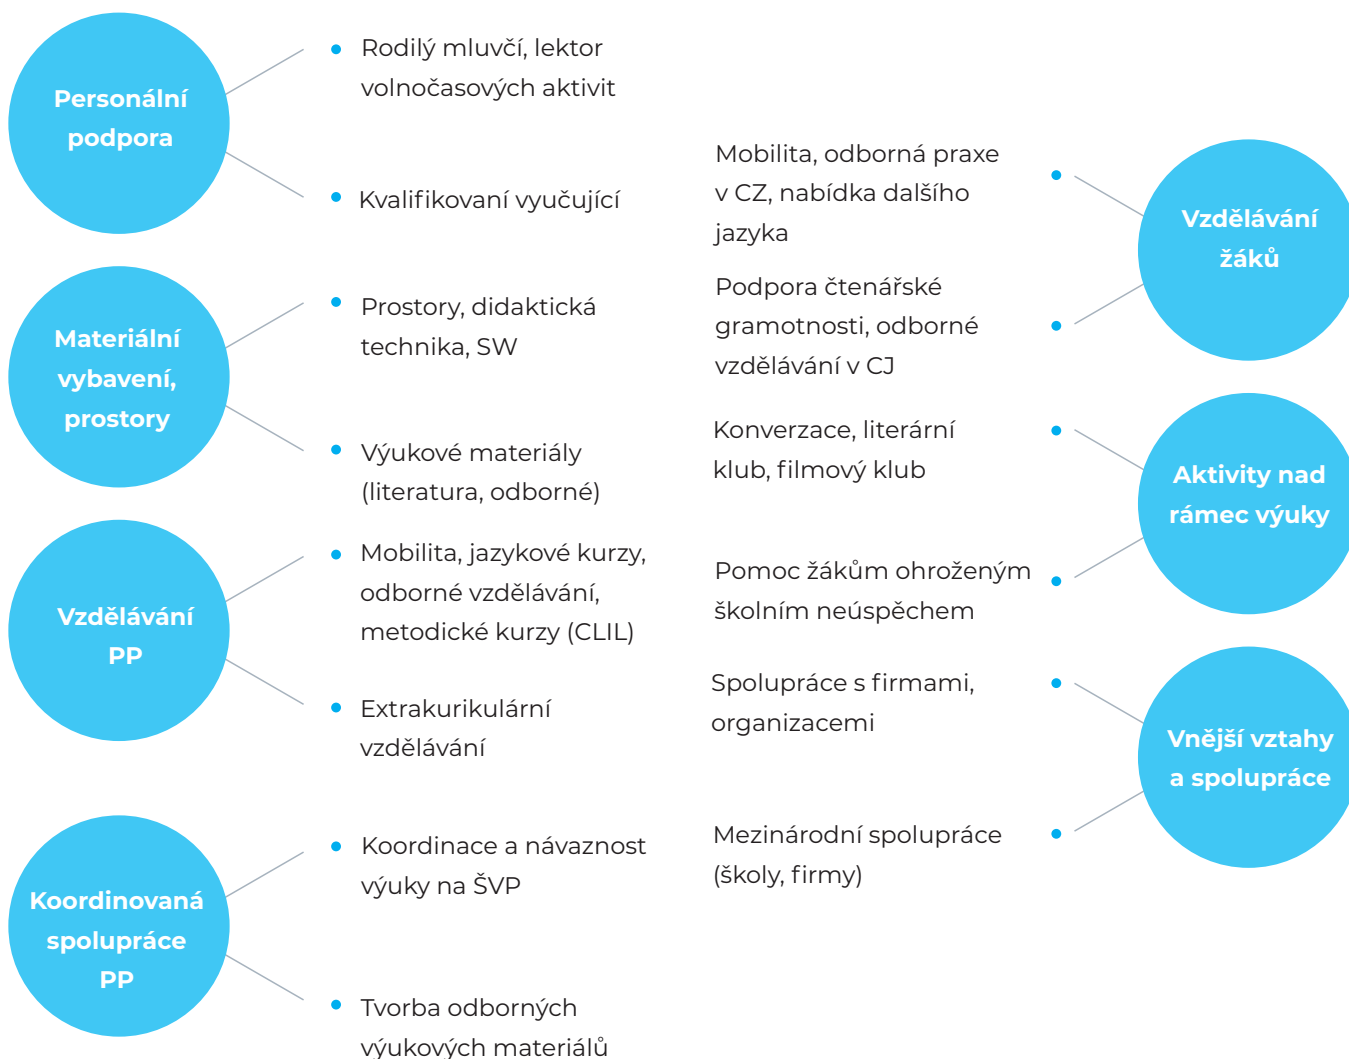 Personální
podpora
Rodilý mluvčí, lektor
volnočasových aktivit
Kvalifikovaní vyučující
Materiální
vybavení,
prostory
Prostory, didaktická
technika, SW
Výukové materiály
(literatura, odborné)
Vzdělávání
PP
Mobilita, jazykové kurzy,
odborné vzdělávání,
metodické kurzy (CLIL)
Extrakurikulární
vzdělávání
Koordinovaná
spolupráce
PP
Koordinace a návaznost
výuky na ŠVP
Tvorba odborných
výukových materiálů
Mobilita, odborná praxe
v CZ, nabídka dalšího
jazyka
Podpora čtenářské
gramotnosti, odborné
vzdělávání v CJ
Vzdělávání
žáků
Konverzace, literární
klub, filmový klub
Pomoc žákům ohroženým
školním neúspěchem
Aktivity nad
rámec výuky
Spolupráce s firmami,
organizacemi
Mezinárodní spolupráce
(školy, firmy)
Vnější vztahy
a spolupráce